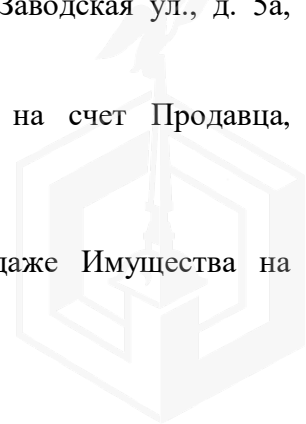 Заводская ул., д. 5а,
на счет Продавца,
даже Имущества на